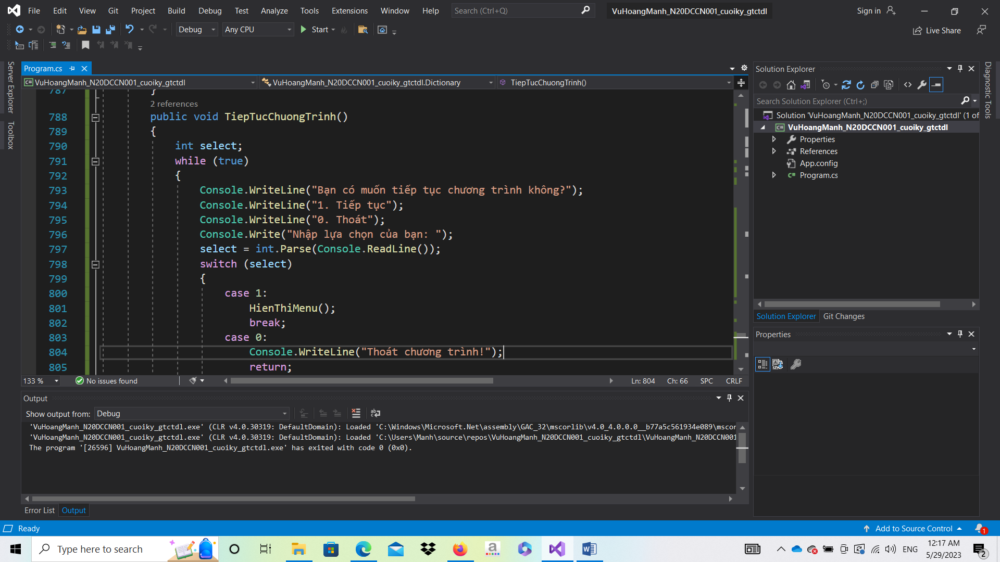 File Edit View Git Project Build Debug Test Analyze Tools Extensions Window Help Search (Ctrl+Q) VuHoangManh_N20DCCN001_cuoiky_gtctdl Sign in
Debug Any CPU Start Live Share
Server Explorer
Toolbox
Program.cs
VuHoangManh_N20DCCN001_cuoiky_gtctdl VuHoangManh_N20DCCN001_cuoiky_gtctdl.Dictionary TiepTucChuongTrinh()
787 }
2 references
788 public void TiepTucChuongTrinh()
789 {
790 int select;
791 while (true)
792 {
793 Console.WriteLine("Bạn có muốn tiếp tục chương trình không?");
794 Console.WriteLine("1. Tiếp tục");
795 Console.WriteLine("0. Thoát");
796 Console.Write("Nhập lựa chọn của bạn: ");
797 select = int.Parse(Console.ReadLine());
798 switch (select)
799 {
800 case 1:
801 HienThiMenu();
802 break;
803 case 0:
804 Console.WriteLine("Thoát chương trình!");
805 return;
133 % No issues found Ln: 804 Ch: 66 SPC CRLF
Output
Show output from: Debug
'VuHoangManh_N20DCCN001_cuoiky_gtctdl.exe' (CLR v4.0.30319: DefaultDomain): Loaded 'C:\Windows\Microsoft.Net\assembly\GAC_32\mscorlib\v4.0_4.0.0.0__b77a5c561934e089\mscor
'VuHoangManh_N20DCCN001_cuoiky_gtctdl.exe' (CLR v4.0.30319: DefaultDomain): Loaded 'C:\Users\Manh\source\repos\VuHoangManh_N20DCCN001_cuoiky_gtctdl\VuHoangManh_N20DCCN001
The program '[26596] VuHoangManh_N20DCCN001_cuoiky_gtctdl.exe' has exited with code 0 (0x0).
Error List Output
Solution Explorer
Search Solution Explorer (Ctrl+;)
Solution 'VuHoangManh_N20DCCN001_cuoiky_gtctdl' (1 of
VuHoangManh_N20DCCN001_cuoiky_gtctdl
Properties
References
App.config
Program.cs
Solution Explorer Git Changes
Properties
Diagnostic Tools
Ready Add to Source Control 1
Type here to search ENG 12:17 AM
5/29/2023 2